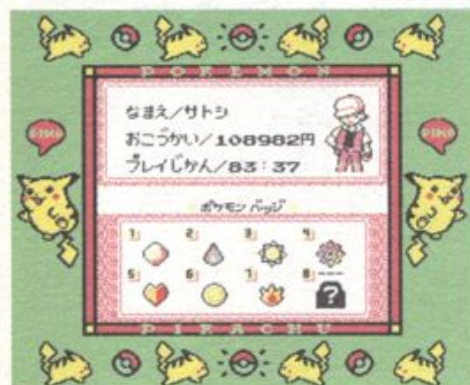 POKEMON
なまえ/サトシ
おこづかい/108982円
プレイじかん/83:37
ポケモン バッジ
1 2 3 4
5 6 7 8 ---
?
PIKACHU